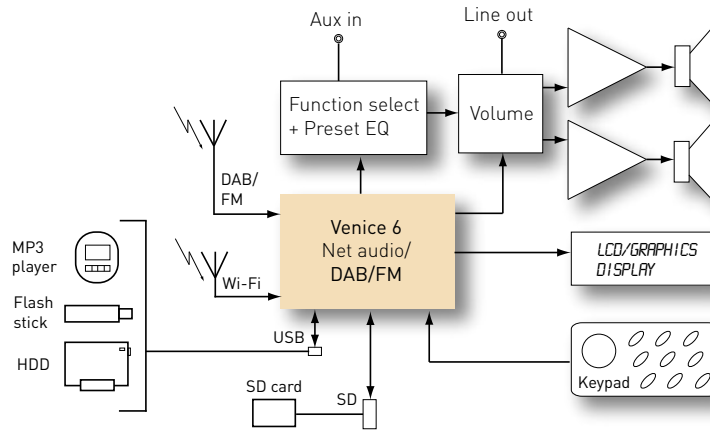 Aux in
Line out
Function select
+ Preset EQ
Volume
DAB/
FM
Venice 6
Net audio/
DAB/FM
MP3
player
Wi-Fi
LCD/GRAPHICS
DISPLAY
Flash
stick
USB
HDD
Keypad
SD card
SD